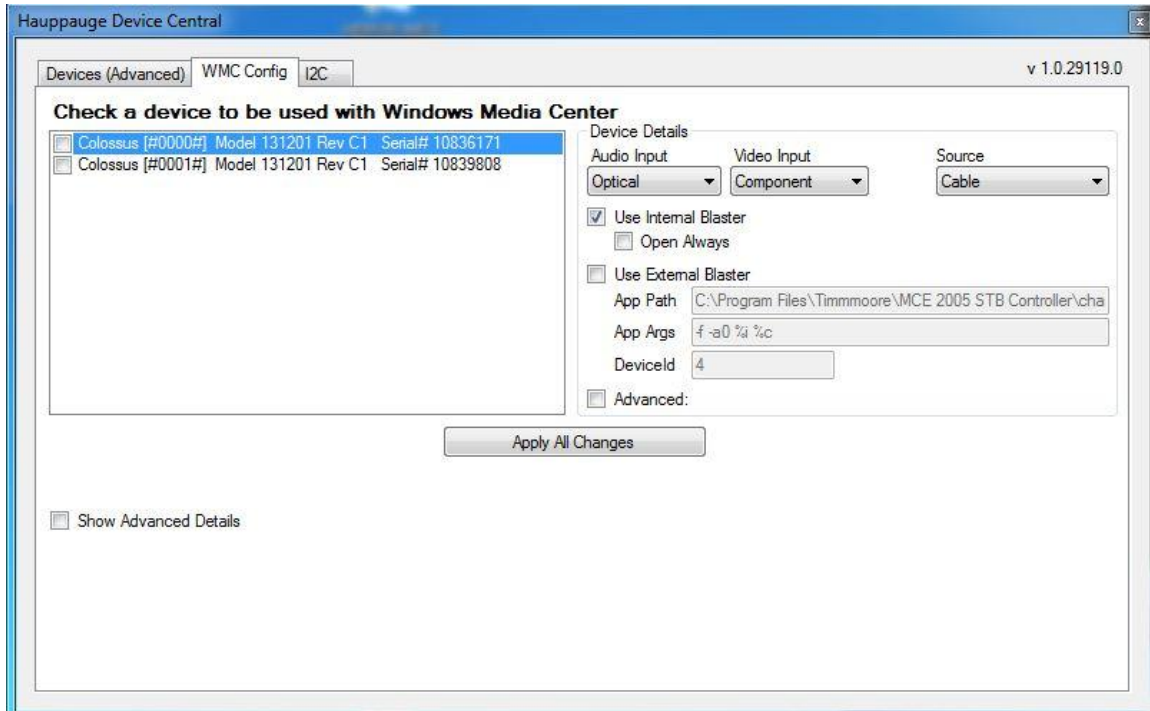 Hauppauge Device Central
x
Devices (Advanced) WMC Config I2C
v 1.0.29119.0
Check a device to be used with Windows Media Center
Colossus [#0000#] Model 131201 Rev C1 Serial# 10836171
Colossus [#0001#] Model 131201 Rev C1 Serial# 10839808
Device Details
Audio Input Video Input Source
Optical Component Cable
Use Internal Blaster
Open Always
Use External Blaster
App Path C:\Program Files\Timmmoore\MCE 2005 STB Controller\cha
App Args -f -a0 %i %c
DeviceId 4
Advanced:
Apply All Changes
Show Advanced Details